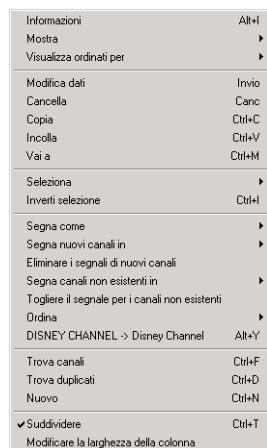 Informazioni Alt+I
Mostra
Visualizza ordinati per
Modifica dati Invio
Cancella Canc
Copia Ctrl+C
Incolla Ctrl+V
Vai a Ctrl+M
Seleziona
Inverti selezione Ctrl+I
Segna come
Segna nuovi canali in
Eliminare i segnali di nuovi canali
Segna canali non esistenti in
Togliere il segnale per i canali non esistenti
Ordina
DISNEY CHANNEL -> Disney Channel Alt+Y
Trova canali Ctrl+F
Trova duplicati Ctrl+D
Nuovo Ctrl+N
Suddividere Ctrl+T
Modificare la larghezza della colonna